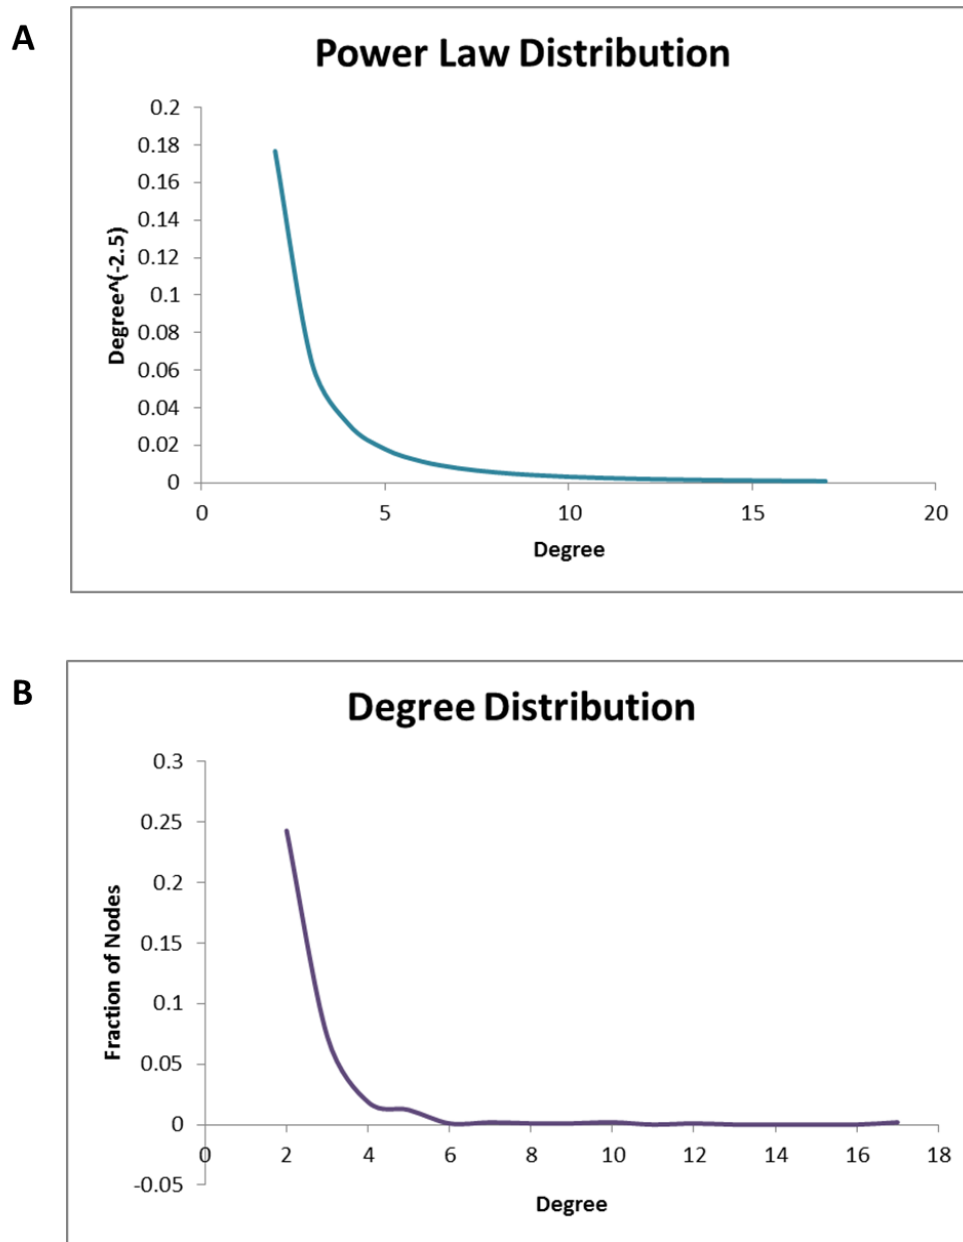 A
Power Law Distribution
0.2
0.18
0.16
0.14
0.12
0.1
0.08
0.06
0.04
0.02
0
Degree^(-2.5)
0 5 10 15 20
Degree
B
Degree Distribution
0.3
0.25
0.2
0.15
0.1
0.05
0
-0.05
Fraction of Nodes
0 2 4 6 8 10 12 14 16 18
Degree